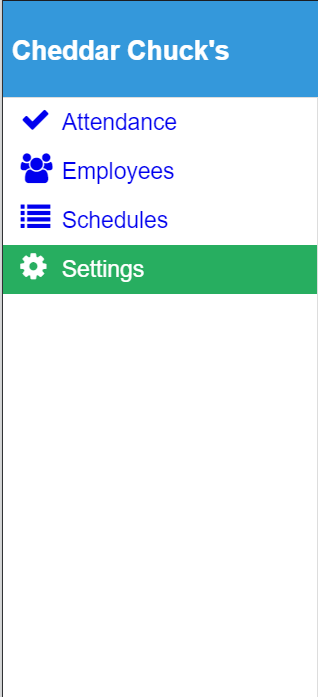 Cheddar Chuck's
Attendance
Employees
Schedules
Settings